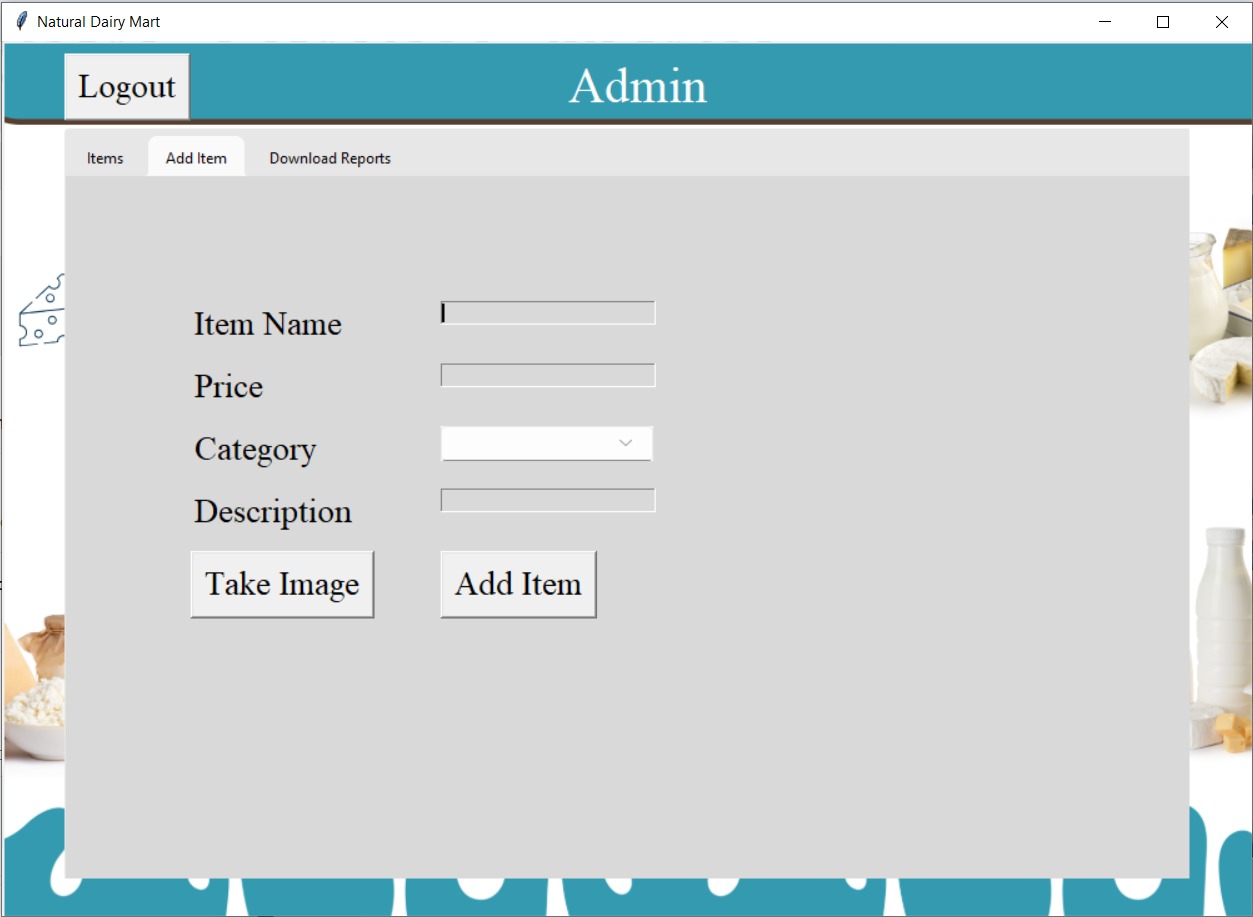 Natural Dairy Mart
Logout
Admin
Items Add Item Download Reports
Item Name
Price
Category
Description
Take Image Add Item